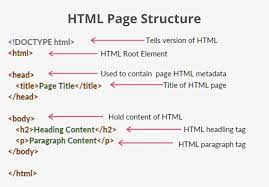 HTML Page Structure
<!DOCTYPE html> Tells version of HTML
<html> HTML Root Element
<head> Used to contain page HTML metadata
<title>Page Title</title> Title of HTML page
</head>
<body> Hold content of HTML
<h2>Heading Content</h2> HTML headling tag
<p>Paragraph Content</p> HTML paragraph tag
</body>
</html>